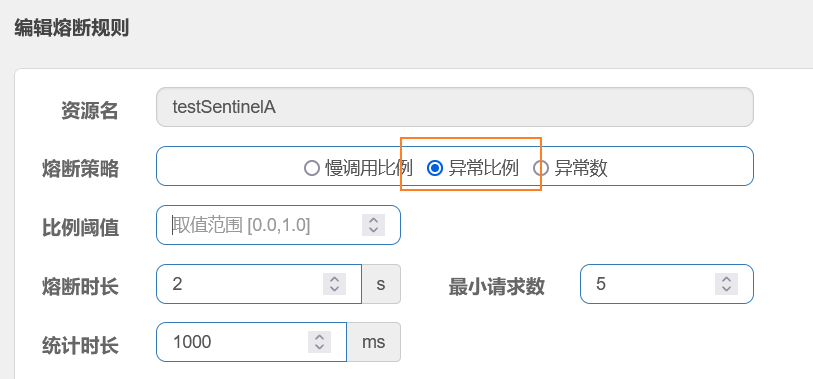 编辑熔断规则
资源名 testSentinelA
熔断策略 慢调用比例 异常比例 异常数
比例阈值 取值范围 [0.0,1.0]
熔断时长 2 s 最小请求数 5
统计时长 1000 ms